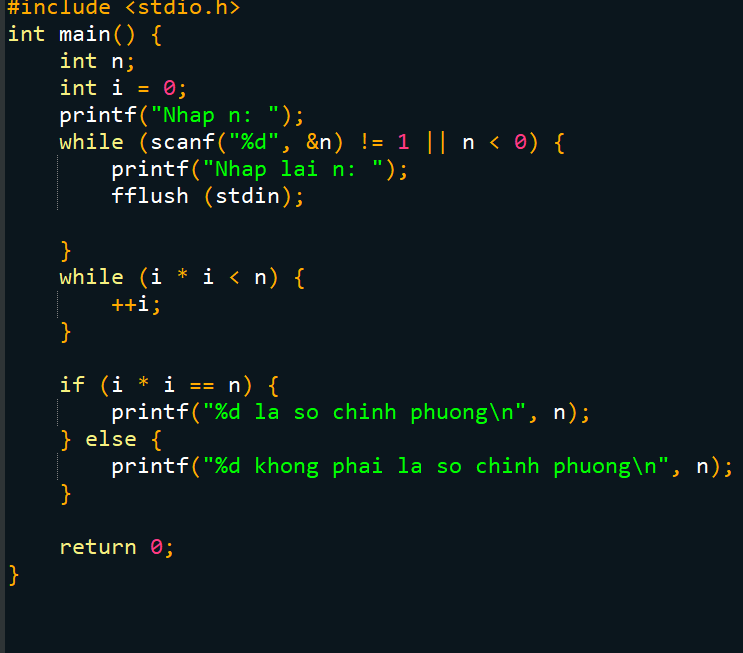 #include <stdio.h>
int main() {
    int n;
    int i = 0;
    printf("Nhap n: ");
    while (scanf("%d", &n) != 1 || n < 0) {
        printf("Nhap lai n: ");
        fflush (stdin);

    }
    while (i * i < n) {
        ++i;
    }

    if (i * i == n) {
        printf("%d la so chinh phuong\n", n);
    } else {
        printf("%d khong phai la so chinh phuong\n", n);
    }

    return 0;
}